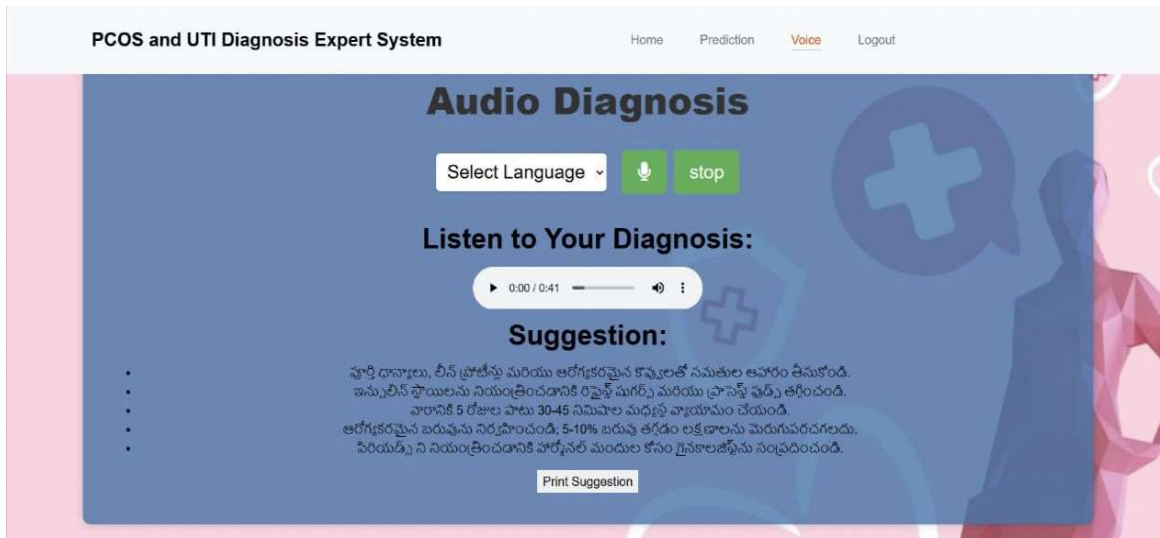 PCOS and UTI Diagnosis Expert System Home Prediction Voice Logout
Audio Diagnosis
Select Language stop
Listen to Your Diagnosis:
0:00 / 0:41
Suggestion:
• పూర్తి ధాన్యాలు, లీన్ ప్రోటీన్లు మరియు ఆరోగ్యకరమైన కొవ్వులతో సమతుల ఆహారం తీసుకోండి.
• ఇన్సులిన్ స్థాయిలను నియంత్రించడానికి రిఫైన్డ్ షుగర్స్ మరియు ప్రాసెస్డ్ ఫుడ్స్ తగ్గించండి.
• వారానికి 5 రోజుల పాటు 30-45 నిమిషాల మధ్యస్థ వ్యాయామం చేయండి.
• ఆరోగ్యకరమైన బరువును నిర్వహించండి; 5-10% బరువు తగ్గడం లక్షణాలను మెరుగుపరచగలదు.
• పీరియడ్స్ ని నియంత్రించడానికి హార్మోనల్ మందుల కోసం గైనకాలజిస్ట్‌ను సంప్రదించండి.
Print Suggestion